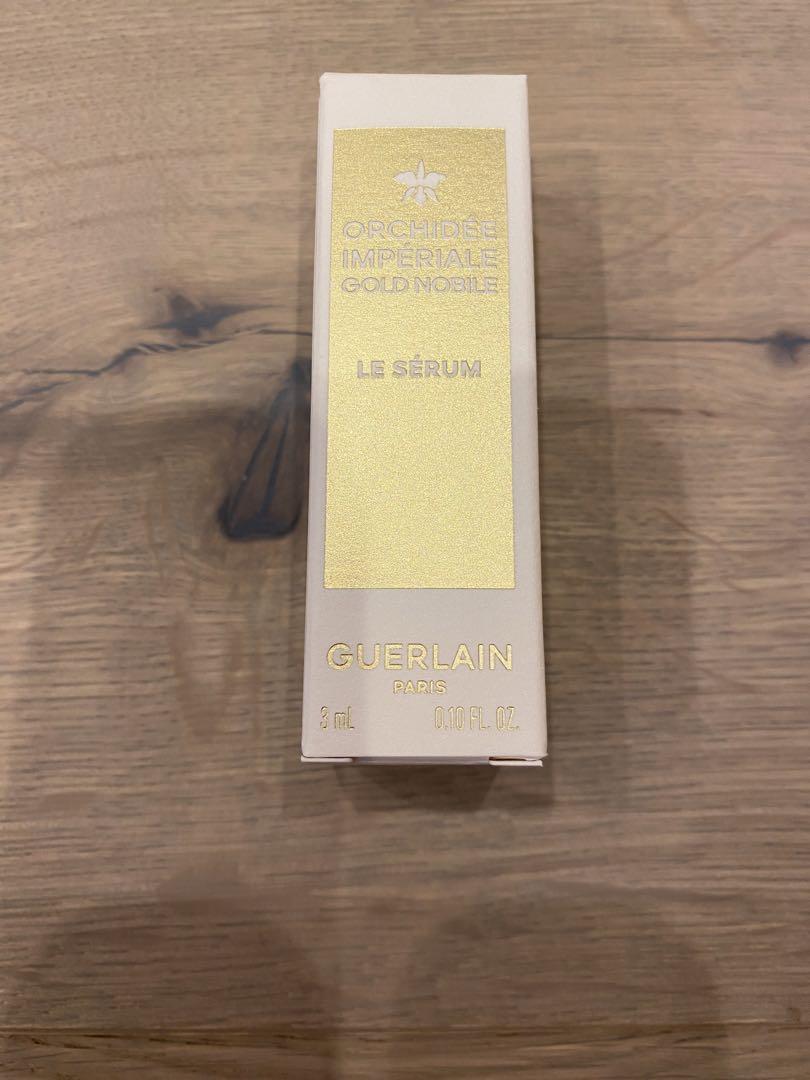 ORCHIDÉE
IMPÉRIALE
GOLD NOBILE
LE SÉRUM
GUERLAIN
PARIS
3 mL 0.10 FL. OZ.